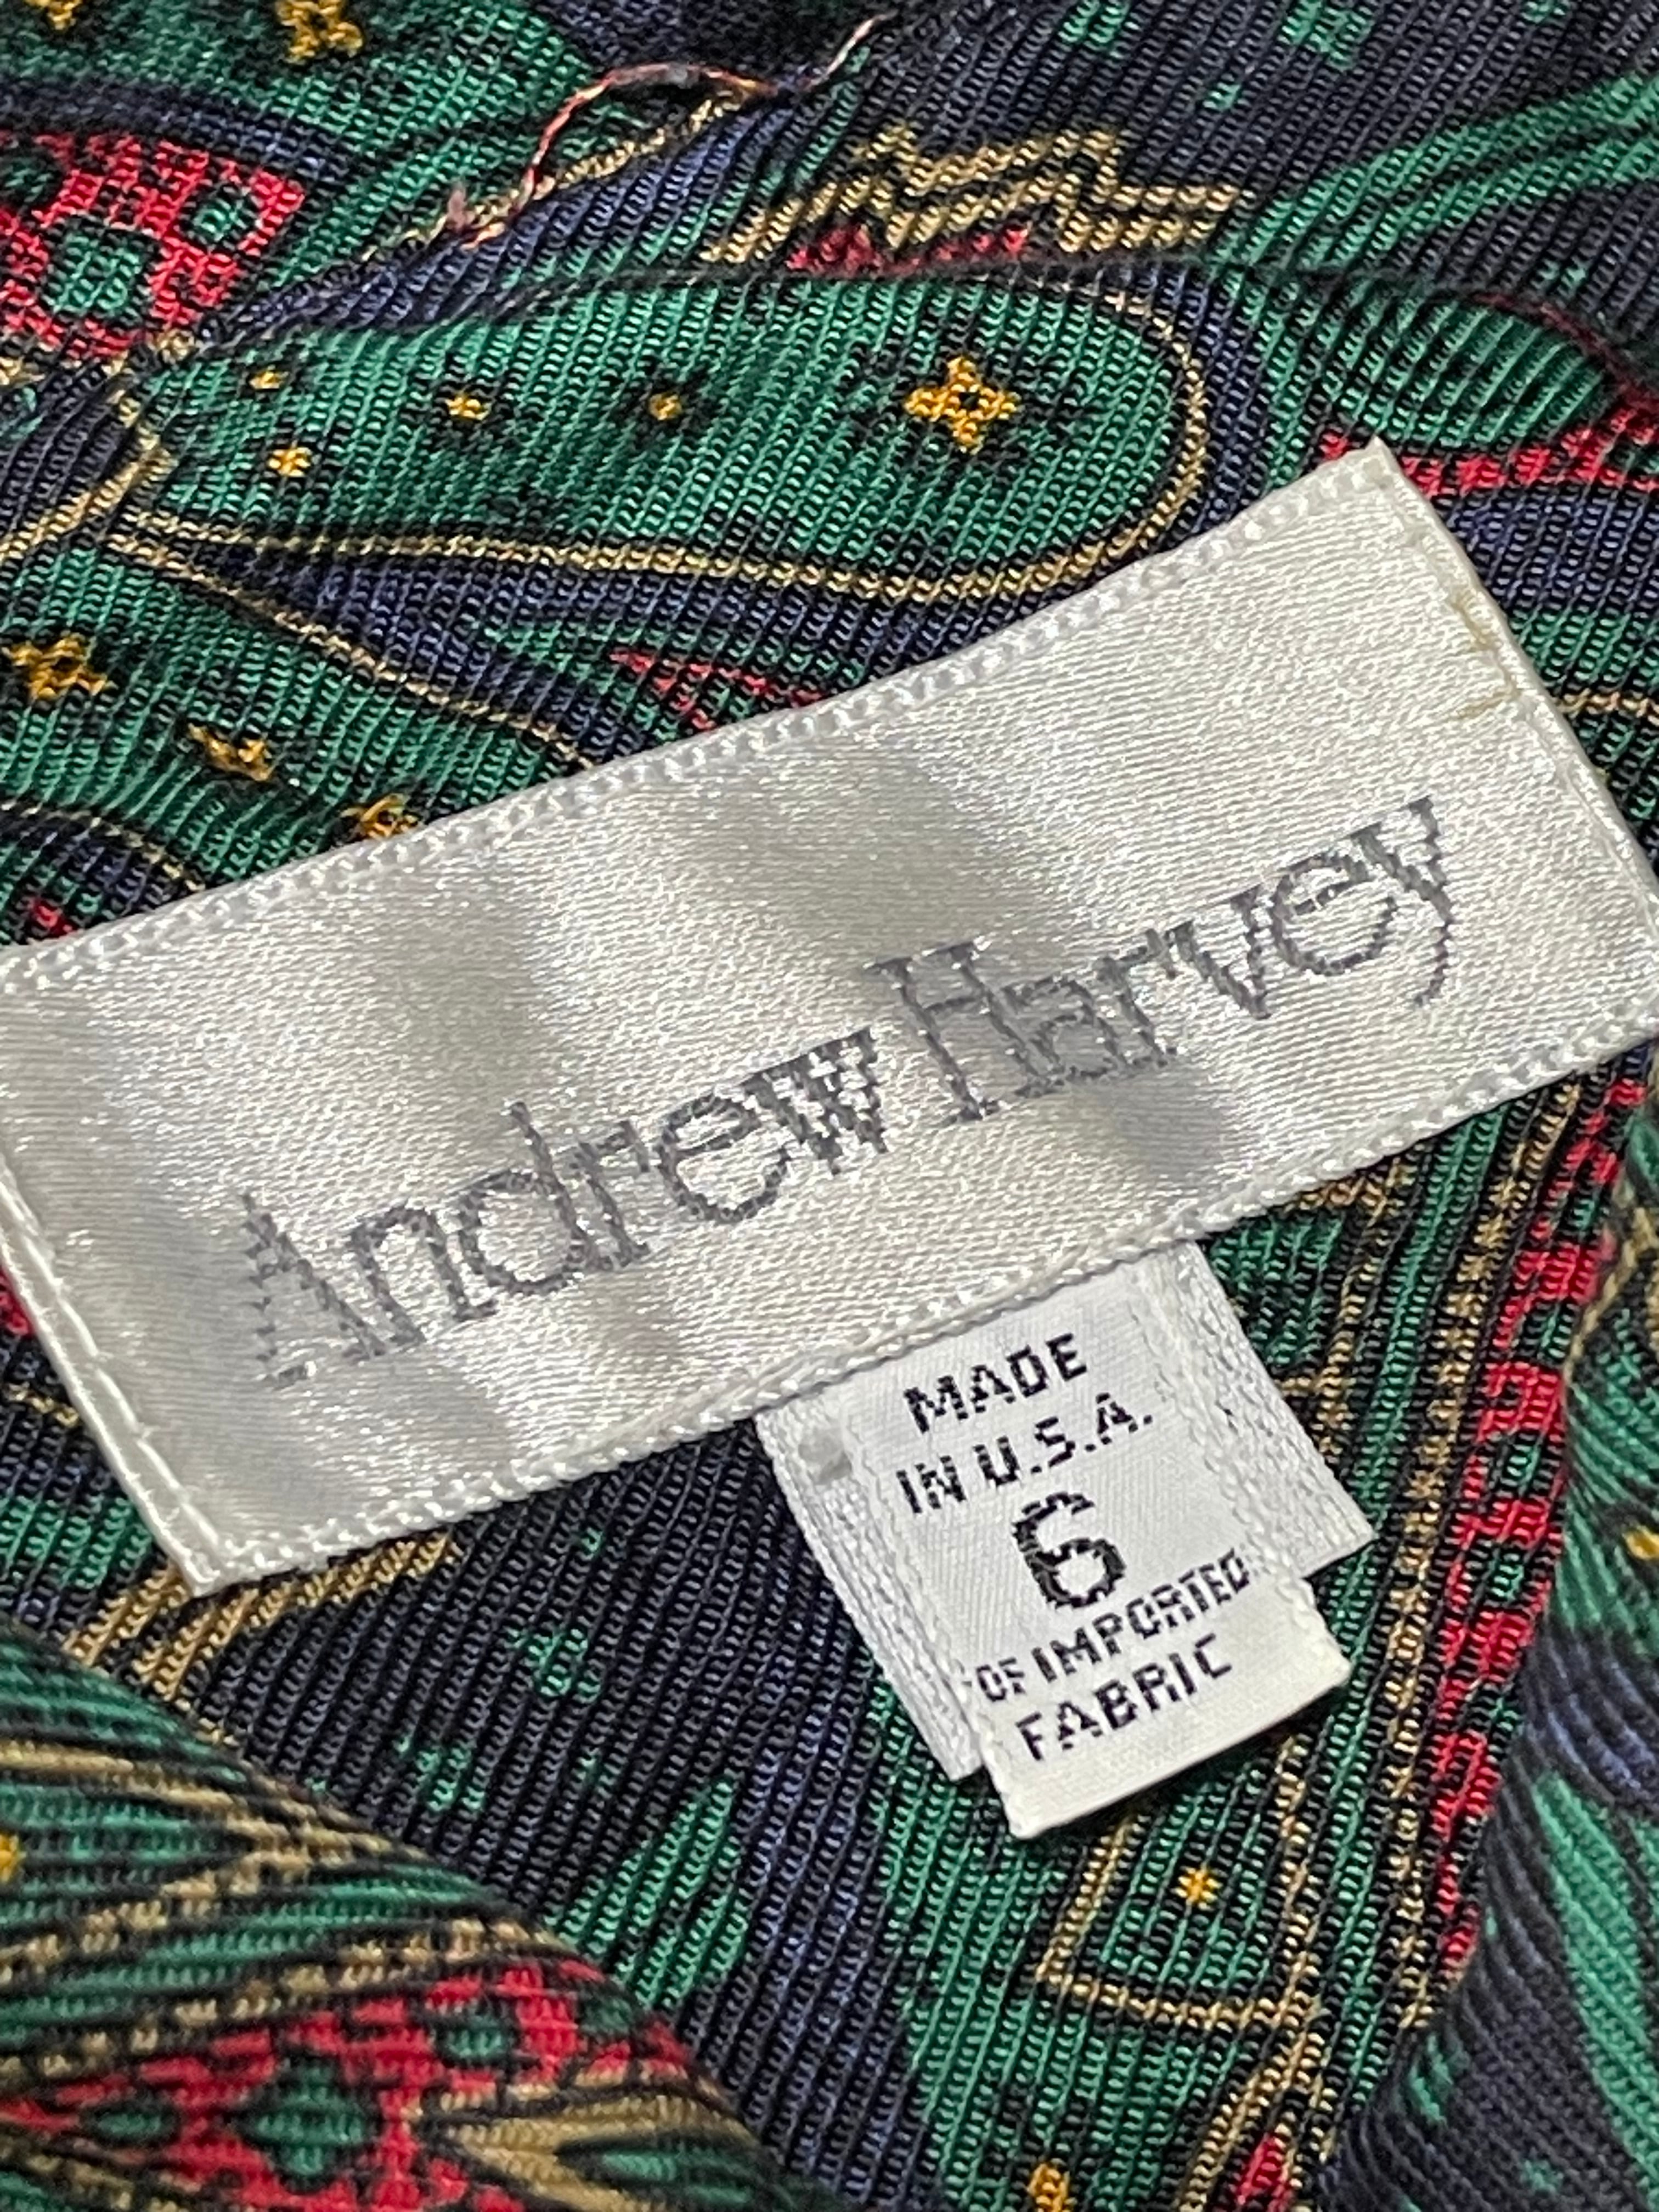 Andrew Harvey
MADE
IN U.S.A.
6
OF IMPORTED
FABRIC